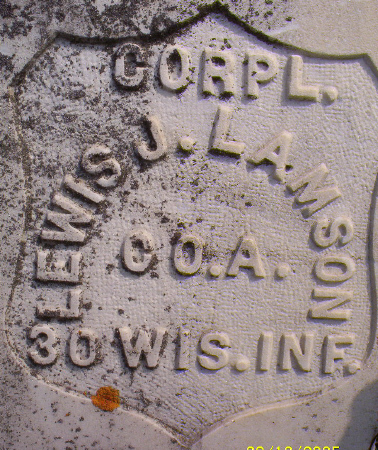 CORPL.
LEWIS J. LAMSON
CO. A.
30 WIS. INF.